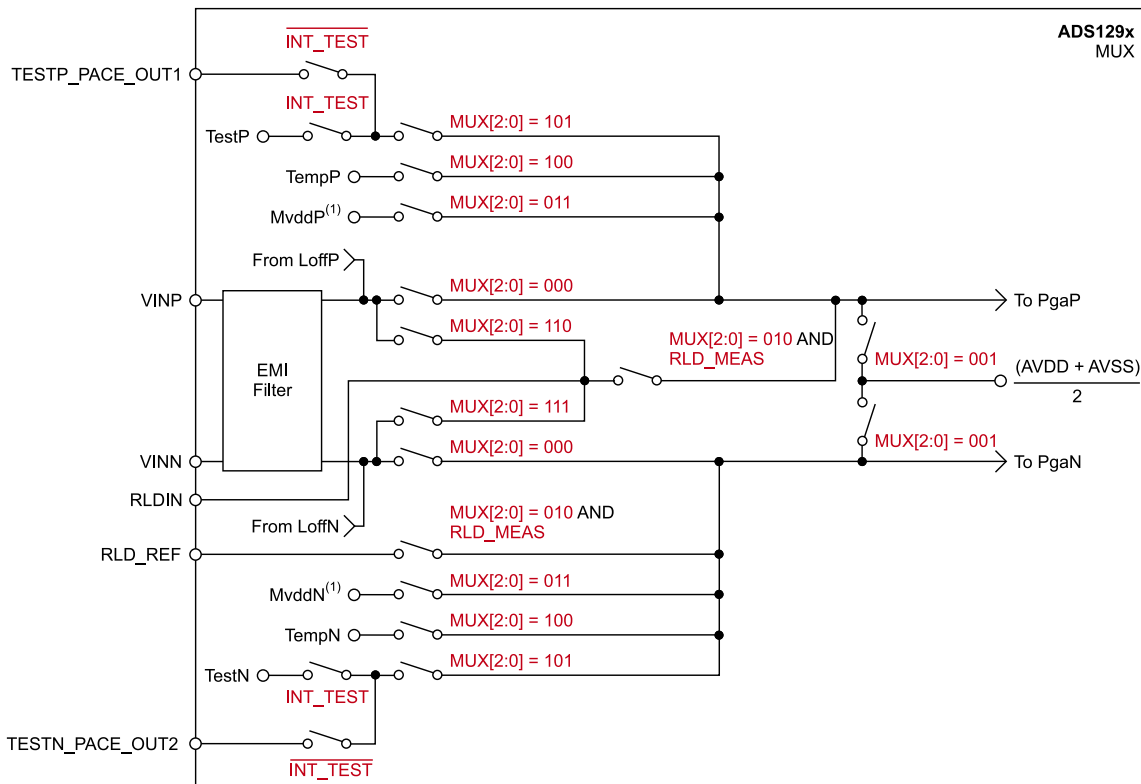 ADS129x
MUX
INT_TEST
TESTP_PACE_OUT1
INT_TEST
TestP
MUX[2:0] = 101
TempP
MUX[2:0] = 100
MvddP(1)
MUX[2:0] = 011
From LoffP
VINP
MUX[2:0] = 000
To PgaP
MUX[2:0] = 110
MUX[2:0] = 010 AND
RLD_MEAS
MUX[2:0] = 001
EMI
Filter
(AVDD + AVSS)
2
MUX[2:0] = 111
MUX[2:0] = 001
VINN
MUX[2:0] = 000
To PgaN
RLDIN
From LoffN
MUX[2:0] = 010 AND
RLD_MEAS
RLD_REF
MvddN(1)
MUX[2:0] = 011
TempN
MUX[2:0] = 100
TestN
MUX[2:0] = 101
INT_TEST
TESTN_PACE_OUT2
INT_TEST